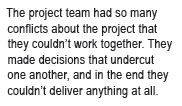 The project team had so many
conflicts about the project that
they couldn't work together. They
made decisions that undercut
one another, and in the end they
couldn't deliver anything at all.